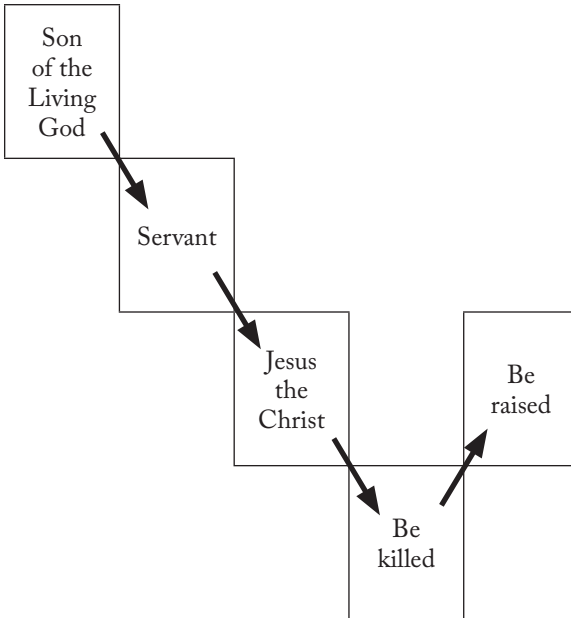 Son
of the
Living
God
Servant
Jesus
the
Christ
Be
raised
Be
killed